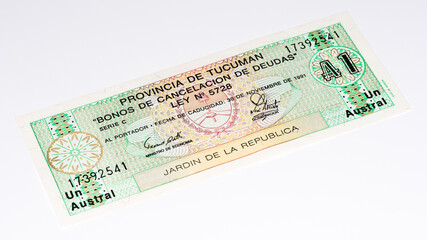 17392541
PROVINCIA DE TUCUMAN
"BONOS DE CANCELACION DE DEUDAS"
LEY Nº 5728
SERIE C
A1
AL PORTADOR - FECHA DE CADUCIDAD: 30 DE NOVIEMBRE DE 1991
MINISTRO DE ECONOMIA
Un
Austral
17392541
JARDIN DE LA REPUBLICA
Un
Austral